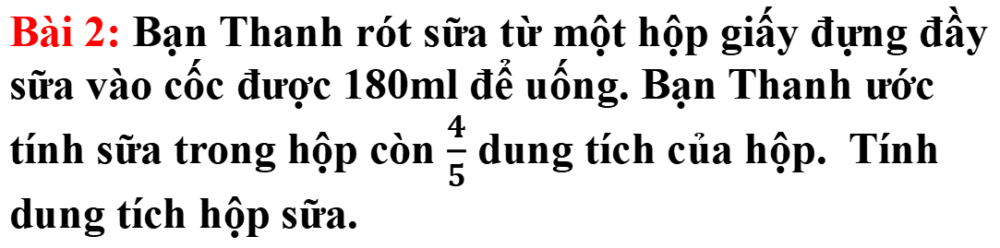 Bài 2: Bạn Thanh rót sữa từ một hộp giấy đựng đầy
sữa vào cốc được 180ml để uống. Bạn Thanh ước
tính sữa trong hộp còn 4/5 dung tích của hộp. Tính
dung tích hộp sữa.